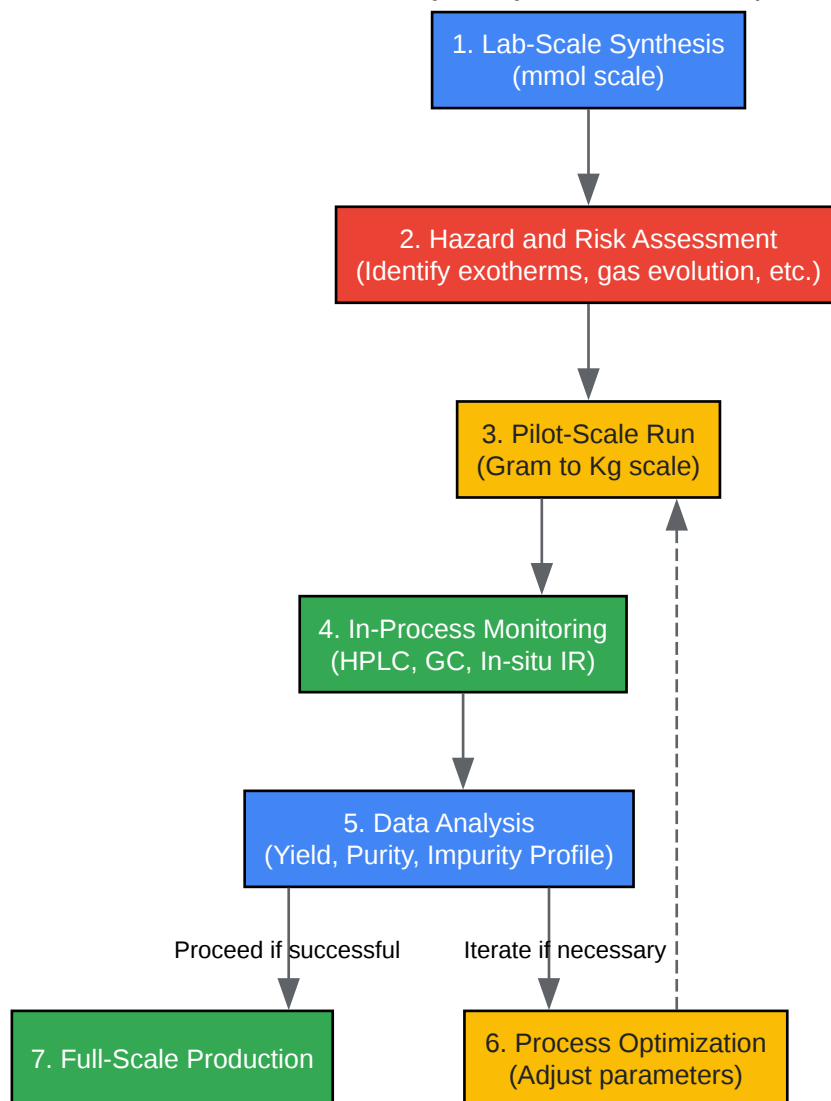 1. Lab-Scale Synthesis
(mmol scale)
2. Hazard and Risk Assessment
(Identify exotherms, gas evolution, etc.)
3. Pilot-Scale Run
(Gram to Kg scale)
4. In-Process Monitoring
(HPLC, GC, In-situ IR)
5. Data Analysis
(Yield, Purity, Impurity Profile)
Proceed if successful
Iterate if necessary
7. Full-Scale Production
6. Process Optimization
(Adjust parameters)